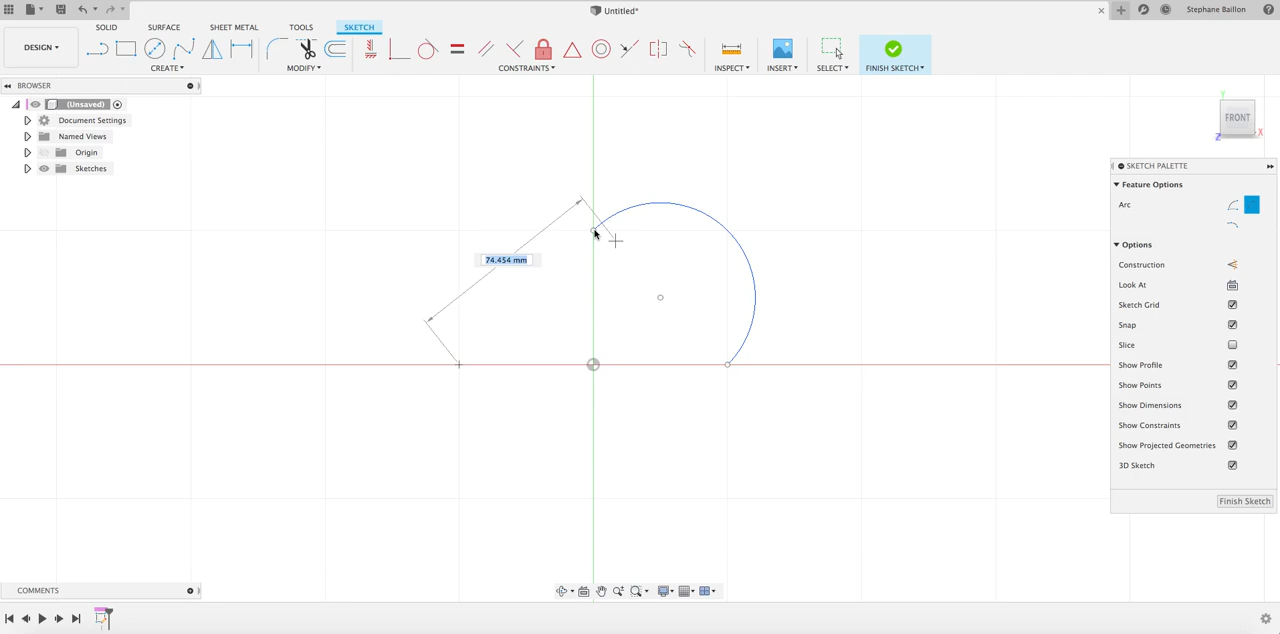 Untitled*
Stephane Baillon
SOLID SURFACE SHEET METAL TOOLS SKETCH
DESIGN ▾
CREATE ▾ MODIFY ▾ CONSTRAINTS ▾ INSPECT ▾ INSERT ▾ SELECT ▾ FINISH SKETCH ▾
BROWSER
(Unsaved)
Document Settings
Named Views
Origin
Sketches
Y
FRONT
X
Z
74.454 mm
SKETCH PALETTE
Feature Options
Arc
Options
Construction
Look At
Sketch Grid
Snap
Slice
Show Profile
Show Points
Show Dimensions
Show Constraints
Show Projected Geometries
3D Sketch
Finish Sketch
COMMENTS